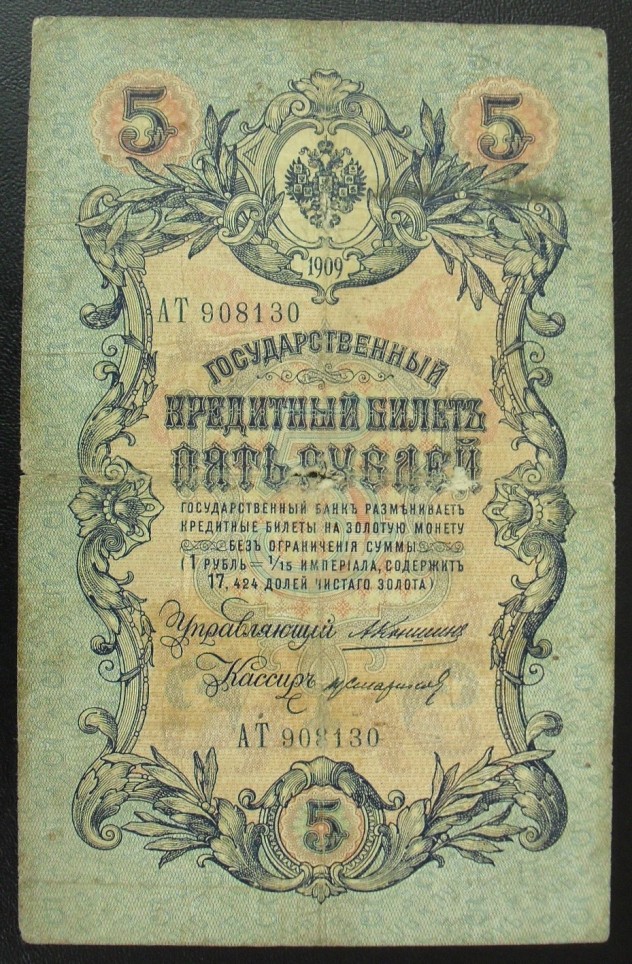 5 5
1909
АТ 908130
ГОСУДАРСТВЕННЫЙ
КРЕДИТНЫЙ БИЛЕТЪ
ПЯТЬ РУБЛЕЙ
ГОСУДАРСТВЕННЫЙ БАНКЪ РАЗМѢНИВАЕТЪ
КРЕДИТНЫЕ БИЛЕТЫ НА ЗОЛОТУЮ МОНЕТУ
БЕЗЪ ОГРАНИЧЕНІЯ СУММЫ
(1 РУБЛЬ = 1/15 ИМПЕРІАЛА, СОДЕРЖИТЪ
17,424 ДОЛЕЙ ЧИСТАГО ЗОЛОТА)
Управляющій АКоншинъ
Кассиръ
АТ 908130
5